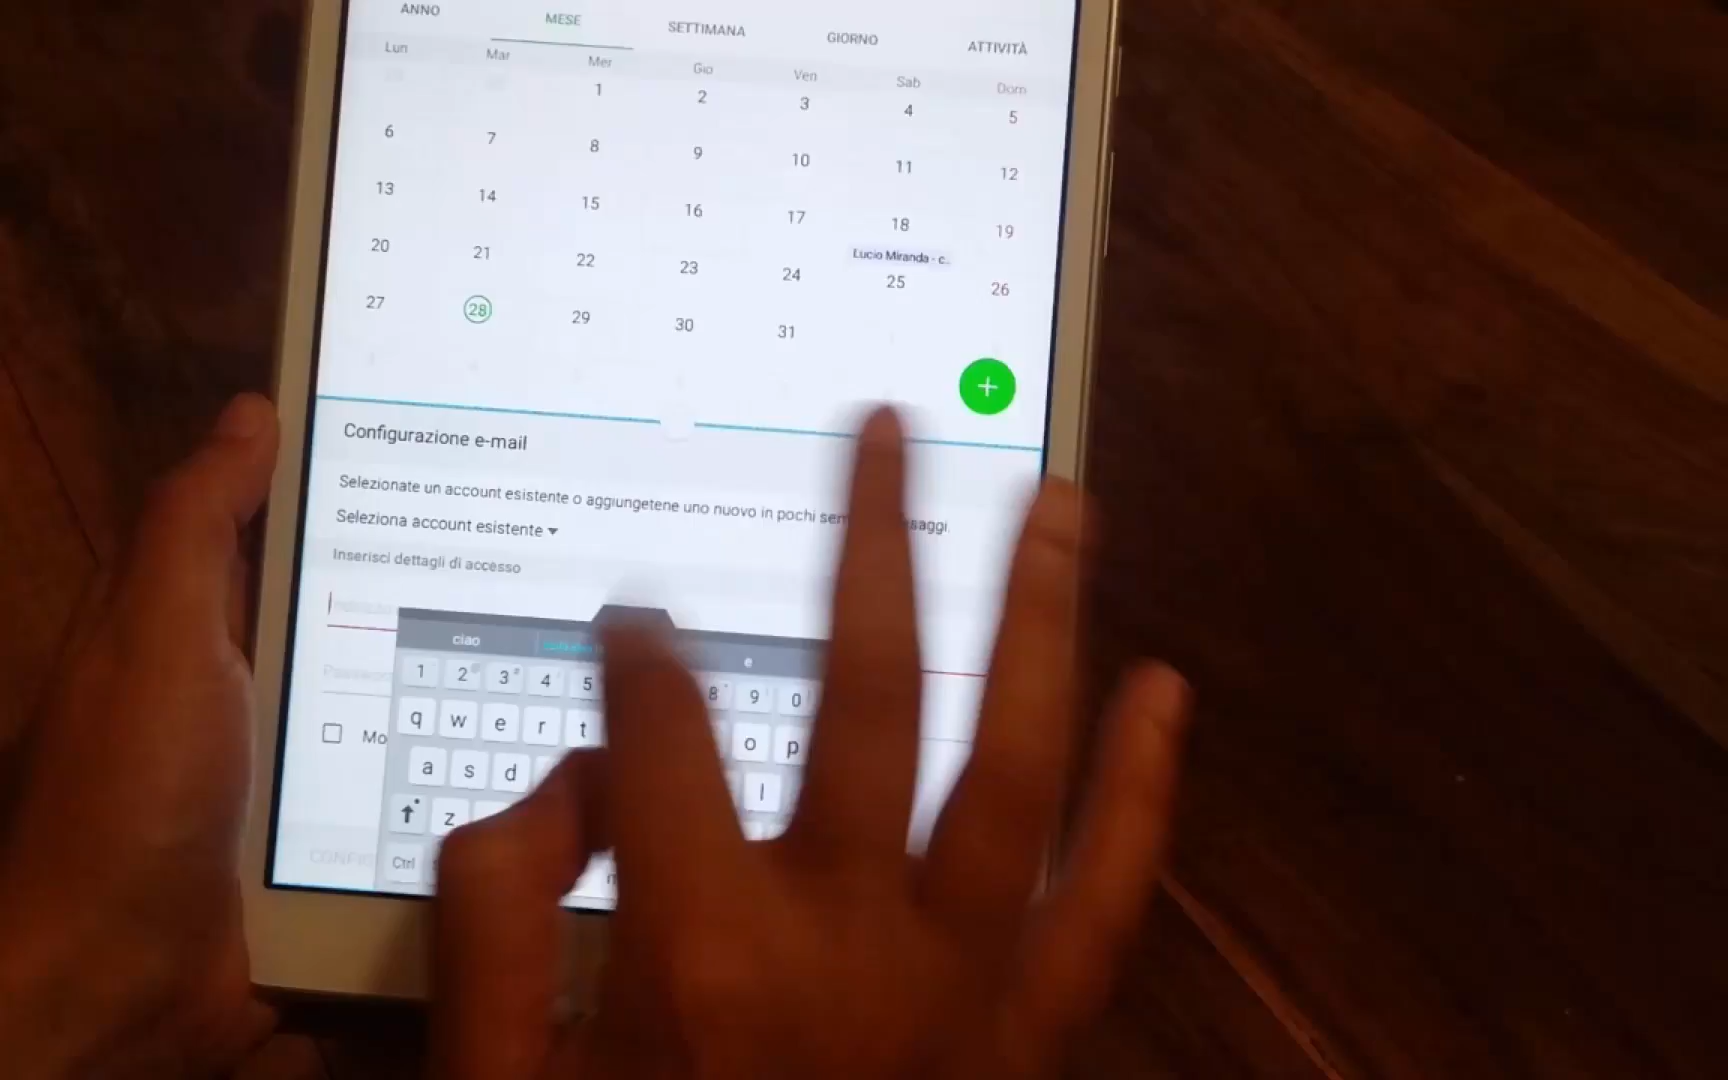 ANNO MESE SETTIMANA GIORNO ATTIVITÀ
Lun Mar Mer Gio Ven Sab Dom
1 2 3 4 5
6 7 8 9 10 11 12
13 14 15 16 17 18 19
20 21 22 23 24 25 26
Lucio Miranda - c..
27 28 29 30 31
+
Configurazione e-mail
Selezionate un account esistente o aggiungetene uno nuovo in pochi
Seleziona account esistente
Inserisci dettagli di accesso
Password
Mo
ciao e
1 2 3 4 5 8 9 0
q w e r t o p
a s d l
z
Ctrl